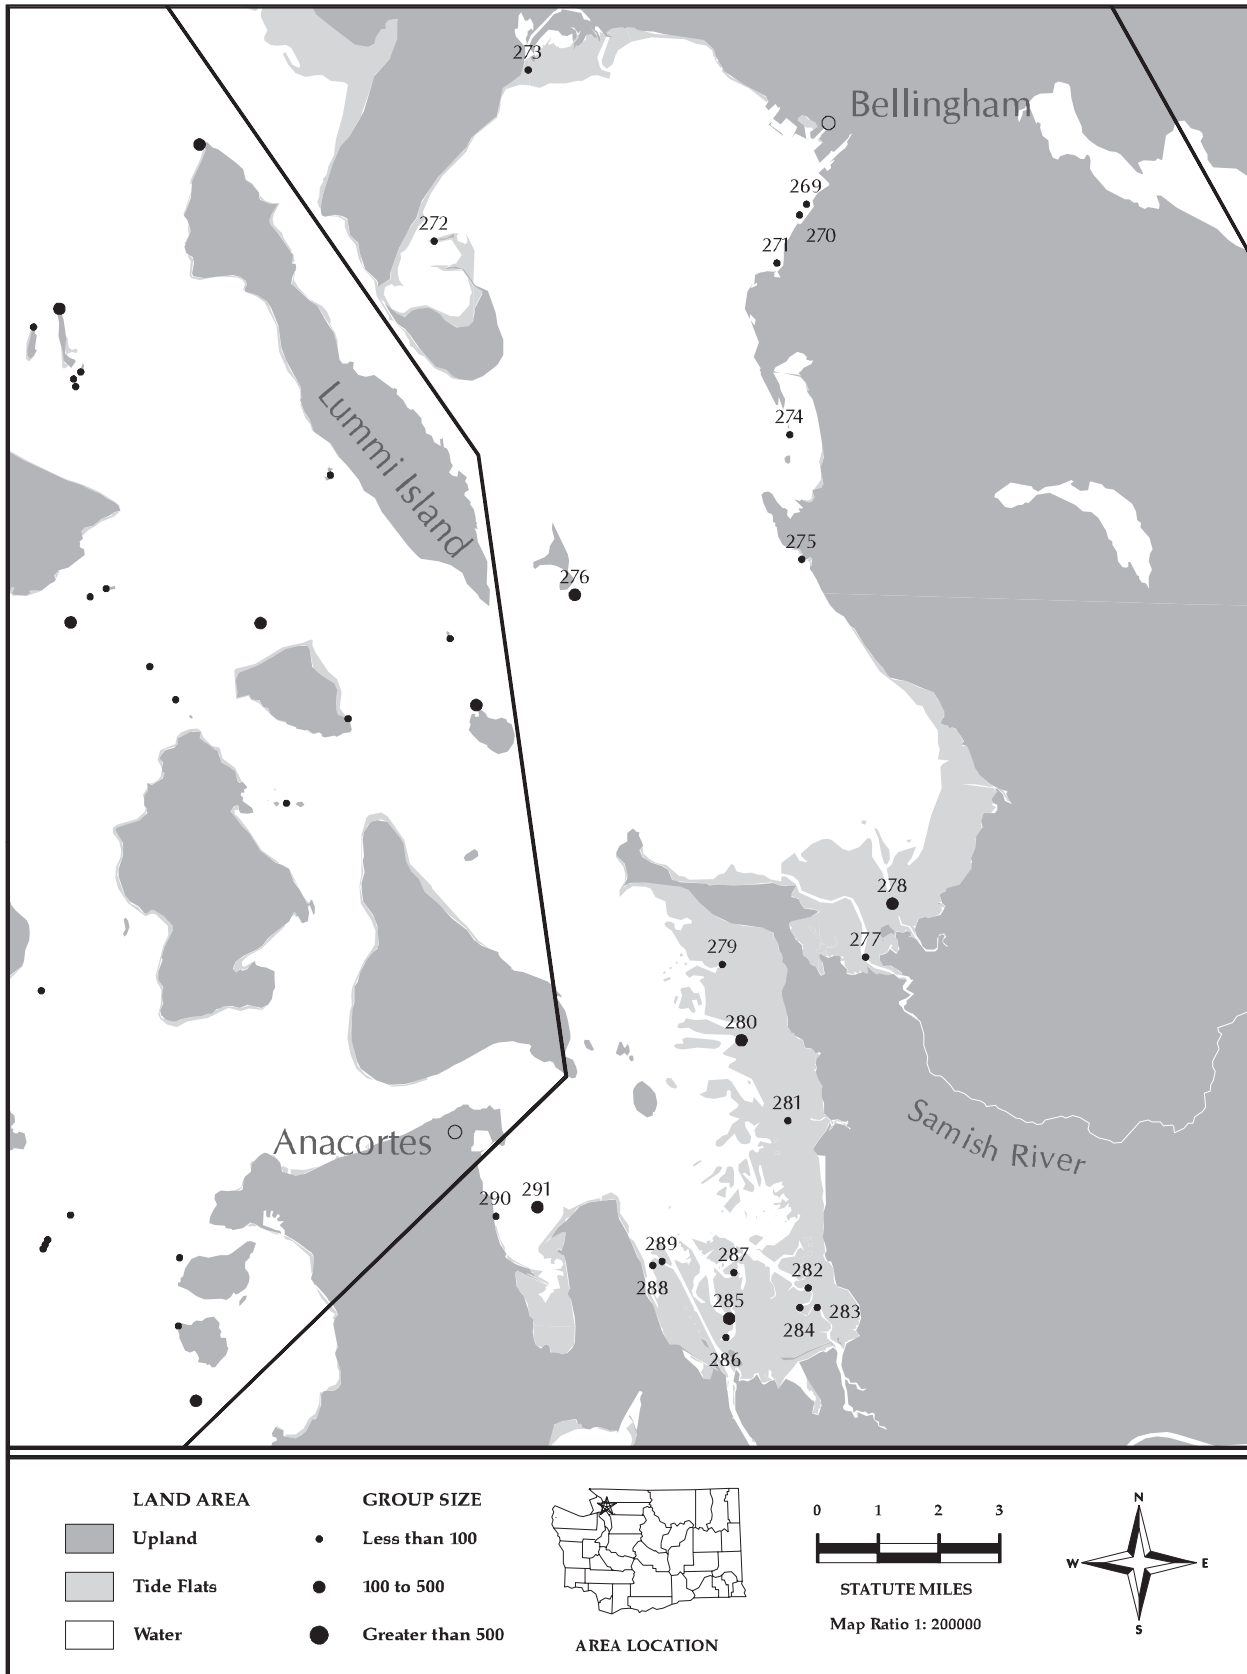 273
Bellingham
269
272
270
271
Lummi Island
274
275
276
278
277
279
280
281
Samish River
Anacortes
290
291
289
287
288
282
285
283
284
286
LAND AREA
Upland
Tide Flats
Water
GROUP SIZE
Less than 100
100 to 500
Greater than 500
AREA LOCATION
0 1 2 3
STATUTE MILES
Map Ratio 1: 200000
N
W E
S